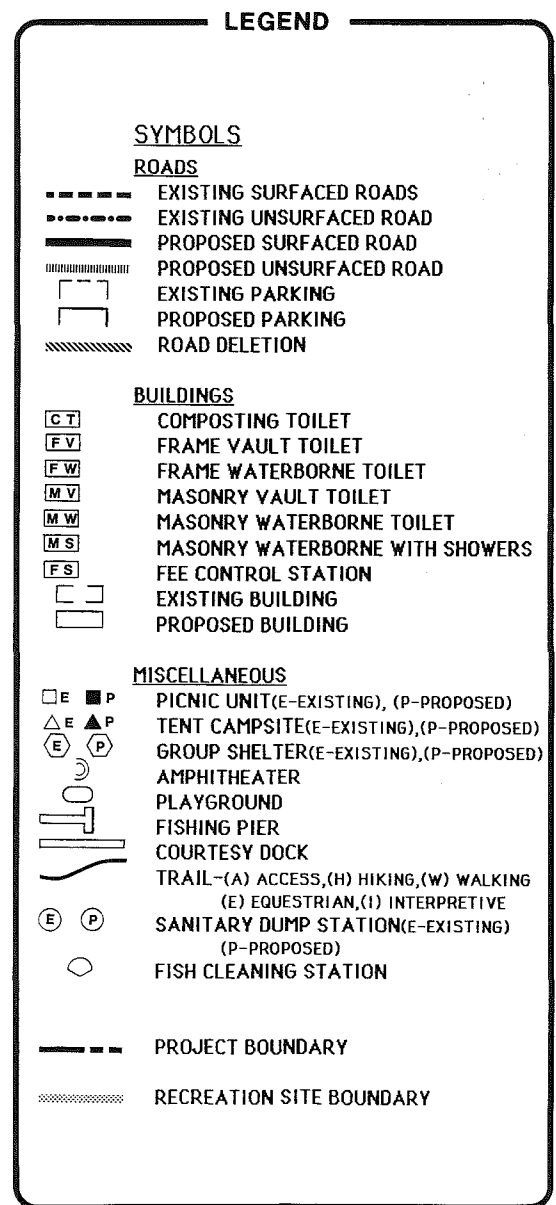 LEGEND
SYMBOLS
ROADS
EXISTING SURFACED ROADS
EXISTING UNSURFACED ROAD
PROPOSED SURFACED ROAD
PROPOSED UNSURFACED ROAD
EXISTING PARKING
PROPOSED PARKING
ROAD DELETION
BUILDINGS
CT COMPOSTING TOILET
FV FRAME VAULT TOILET
FW FRAME WATERBORNE TOILET
MV MASONRY VAULT TOILET
MW MASONRY WATERBORNE TOILET
MS MASONRY WATERBORNE WITH SHOWERS
FS FEE CONTROL STATION
EXISTING BUILDING
PROPOSED BUILDING
MISCELLANEOUS
E P PICNIC UNIT(E-EXISTING), (P-PROPOSED)
E P TENT CAMPSITE(E-EXISTING),(P-PROPOSED)
E P GROUP SHELTER(E-EXISTING),(P-PROPOSED)
AMPHITHEATER
PLAYGROUND
FISHING PIER
COURTESY DOCK
TRAIL-(A) ACCESS,(H) HIKING,(W) WALKING
(E) EQUESTRIAN,(I) INTERPRETIVE
E P SANITARY DUMP STATION(E-EXISTING)
(P-PROPOSED)
FISH CLEANING STATION
PROJECT BOUNDARY
RECREATION SITE BOUNDARY